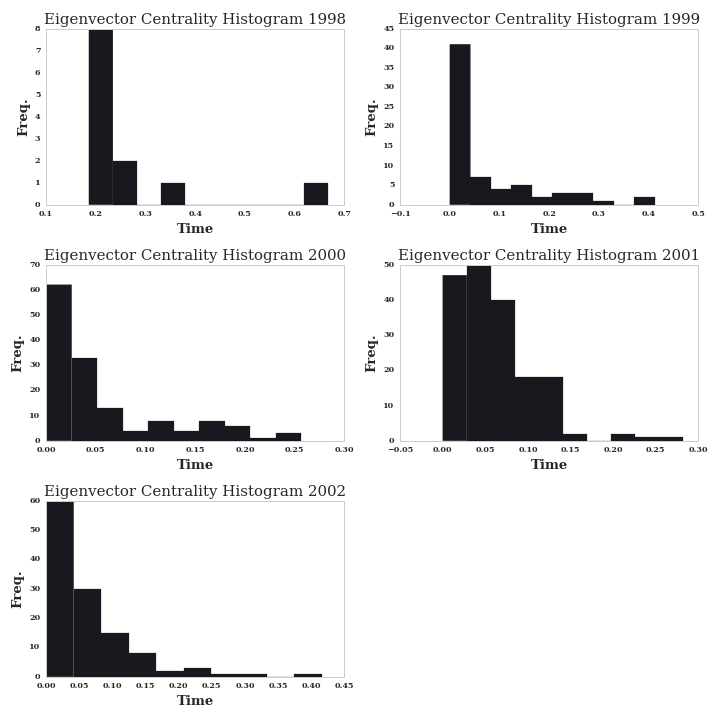 Eigenvector Centrality Histogram 1998
8
7
6
5
4
3
2
1
0
Freq.
0.1 0.2 0.3 0.4 0.5 0.6 0.7
Time
Eigenvector Centrality Histogram 1999
45
40
35
30
25
20
15
10
5
0
Freq.
−0.1 0.0 0.1 0.2 0.3 0.4 0.5
Time
Eigenvector Centrality Histogram 2000
70
60
50
40
30
20
10
0
Freq.
0.00 0.05 0.10 0.15 0.20 0.25 0.30
Time
Eigenvector Centrality Histogram 2001
50
40
30
20
10
0
Freq.
−0.05 0.00 0.05 0.10 0.15 0.20 0.25 0.30
Time
Eigenvector Centrality Histogram 2002
60
50
40
30
20
10
0
Freq.
0.00 0.05 0.10 0.15 0.20 0.25 0.30 0.35 0.40 0.45
Time